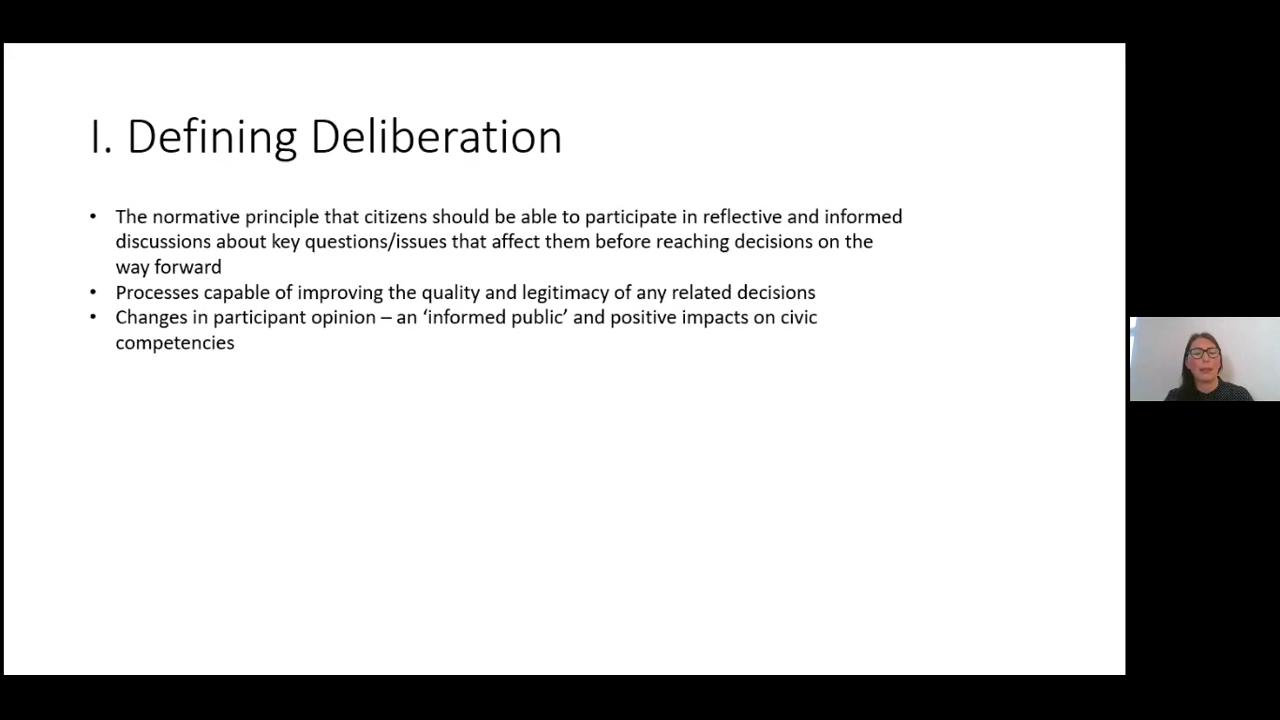 I. Defining Deliberation
• The normative principle that citizens should be able to participate in reflective and informed
discussions about key questions/issues that affect them before reaching decisions on the
way forward
• Processes capable of improving the quality and legitimacy of any related decisions
• Changes in participant opinion – an ‘informed public’ and positive impacts on civic
competencies